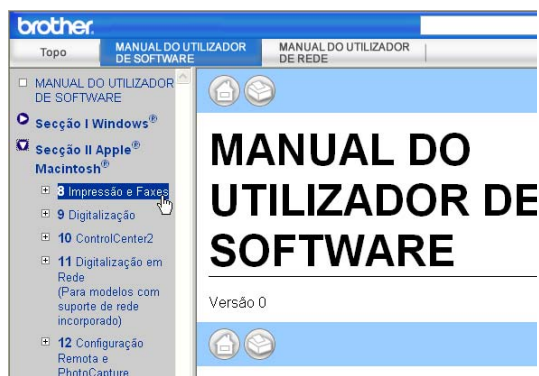 brother.
Topo
MANUAL DO UTILIZADOR
DE SOFTWARE
MANUAL DO UTILIZADOR
DE REDE
MANUAL DO UTILIZADOR
DE SOFTWARE
Secção I Windows®
Secção II Apple®
Macintosh®
8 Impressão e Faxes
9 Digitalização
10 ControlCenter2
11 Digitalização em
Rede
(Para modelos com
suporte de rede
incorporado)
12 Configuração
Remota e
PhotoCapture
MANUAL DO
UTILIZADOR DE
SOFTWARE
Versão 0